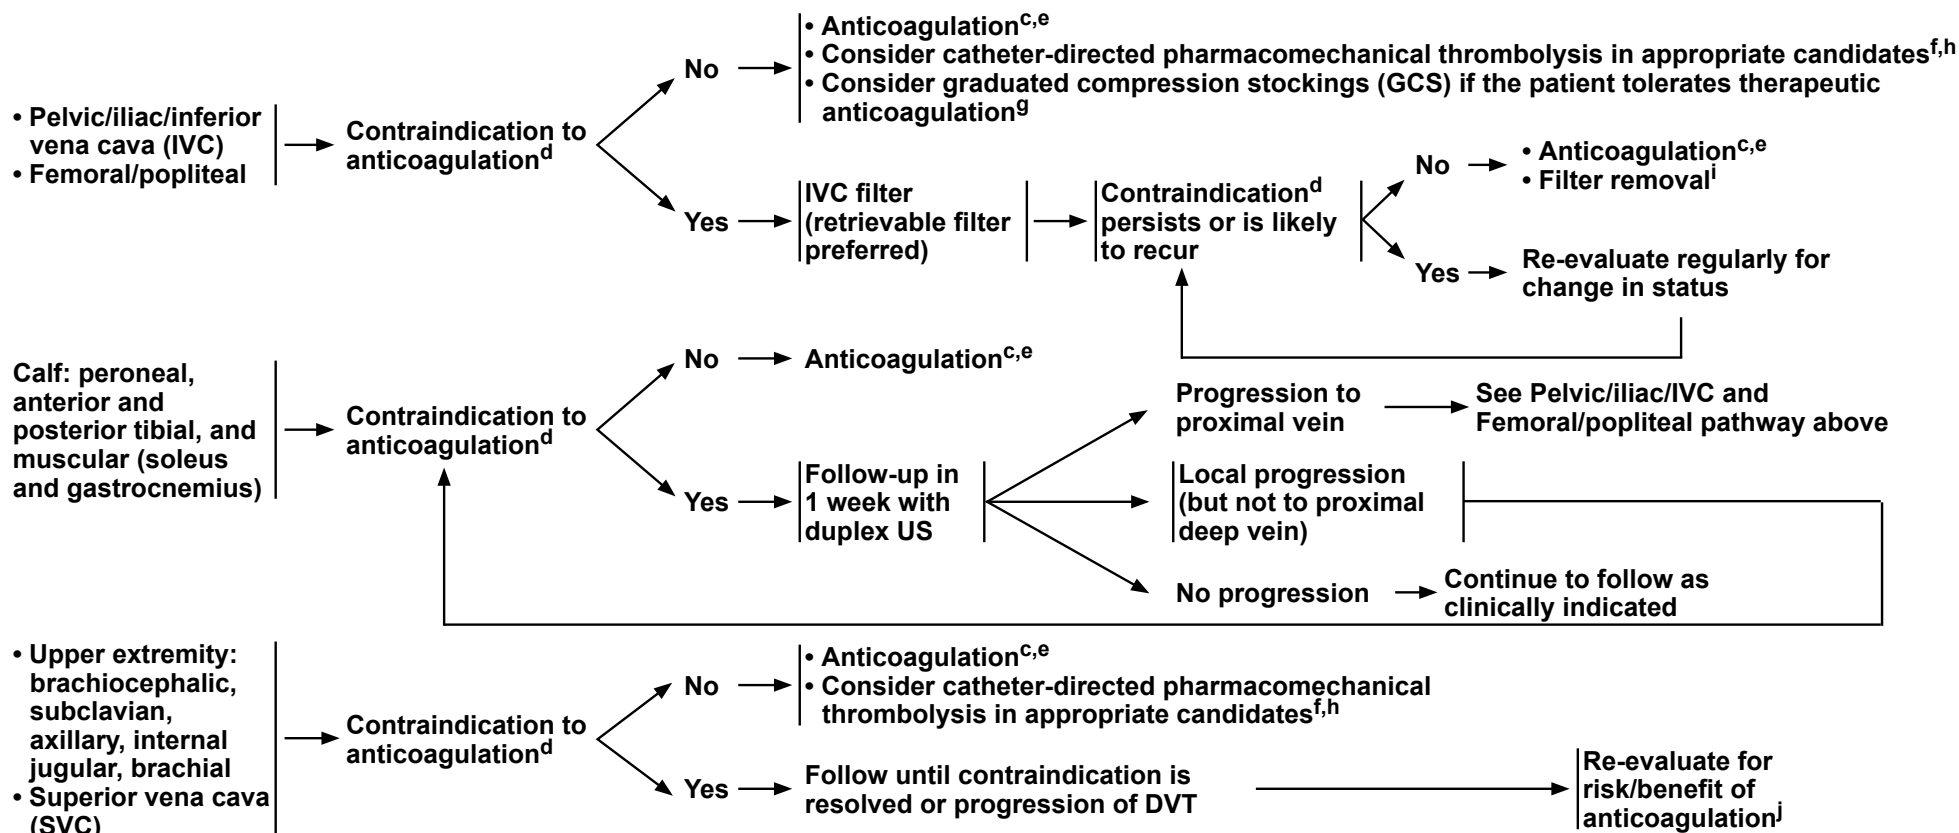 • Pelvic/iliac/inferior
vena cava (IVC)
• Femoral/popliteal
Contraindication to
anticoagulationd
No
• Anticoagulationc,e
• Consider catheter-directed pharmacomechanical thrombolysis in appropriate candidatesf,h
• Consider graduated compression stockings (GCS) if the patient tolerates therapeutic
anticoagulationg
Yes
IVC filter
(retrievable filter
preferred)
Contraindicationd
persists or is likely
to recur
No
• Anticoagulationc,e
• Filter removali
Yes
Re-evaluate regularly for
change in status
Calf: peroneal,
anterior and
posterior tibial, and
muscular (soleus
and gastrocnemius)
Contraindication to
anticoagulationd
No
Anticoagulationc,e
Yes
Follow-up in
1 week with
duplex US
Progression to
proximal vein
See Pelvic/iliac/IVC and
Femoral/popliteal pathway above
Local progression
(but not to proximal
deep vein)
No progression
Continue to follow as
clinically indicated
• Upper extremity:
brachiocephalic,
subclavian,
axillary, internal
jugular, brachial
• Superior vena cava
(SVC)
Contraindication to
anticoagulationd
No
• Anticoagulationc,e
• Consider catheter-directed pharmacomechanical
thrombolysis in appropriate candidatesf,h
Yes
Follow until contraindication is
resolved or progression of DVT
Re-evaluate for
risk/benefit of
anticoagulationj